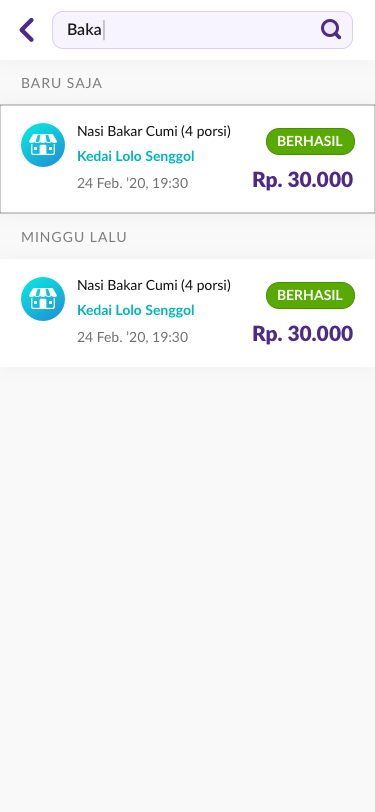 Baka
BARU SAJA
Nasi Bakar Cumi (4 porsi)
BERHASIL
Kedai Lolo Senggol
24 Feb. '20, 19:30
Rp. 30.000
MINGGU LALU
Nasi Bakar Cumi (4 porsi)
BERHASIL
Kedai Lolo Senggol
24 Feb. '20, 19:30
Rp. 30.000